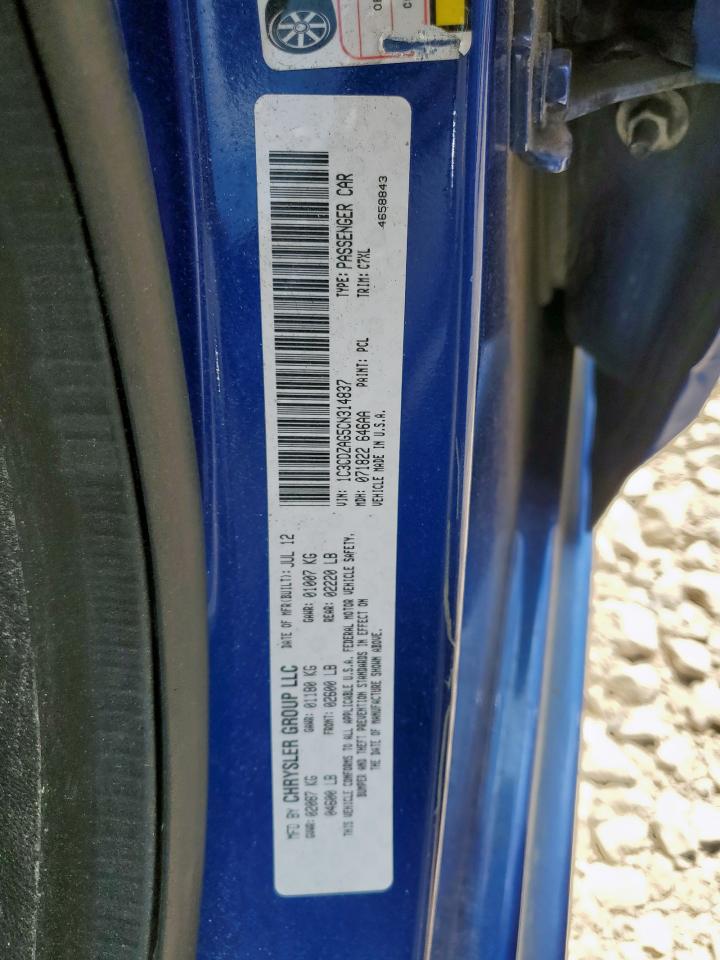 MFD BY CHRYSLER GROUP LLC DATE OF MFR(BUILT): JUL 12
GVWR: 02087 KG GAWR: 01180 KG GAWR: 01007 KG
04600 LB FRONT: 02600 LB REAR: 02220 LB
THIS VEHICLE CONFORMS TO ALL APPLICABLE U.S.A. FEDERAL MOTOR VEHICLE SAFETY,
BUMPER AND THEFT PREVENTION STANDARDS IN EFFECT ON
THE DATE OF MANUFACTURE SHOWN ABOVE.
VIN: 1C3CDZAG5CN314837 TYPE: PASSENGER CAR
MDH: 071822 646AA PAINT: PCL TRIM: C7XL
VEHICLE MADE IN U.S.A. 4658843